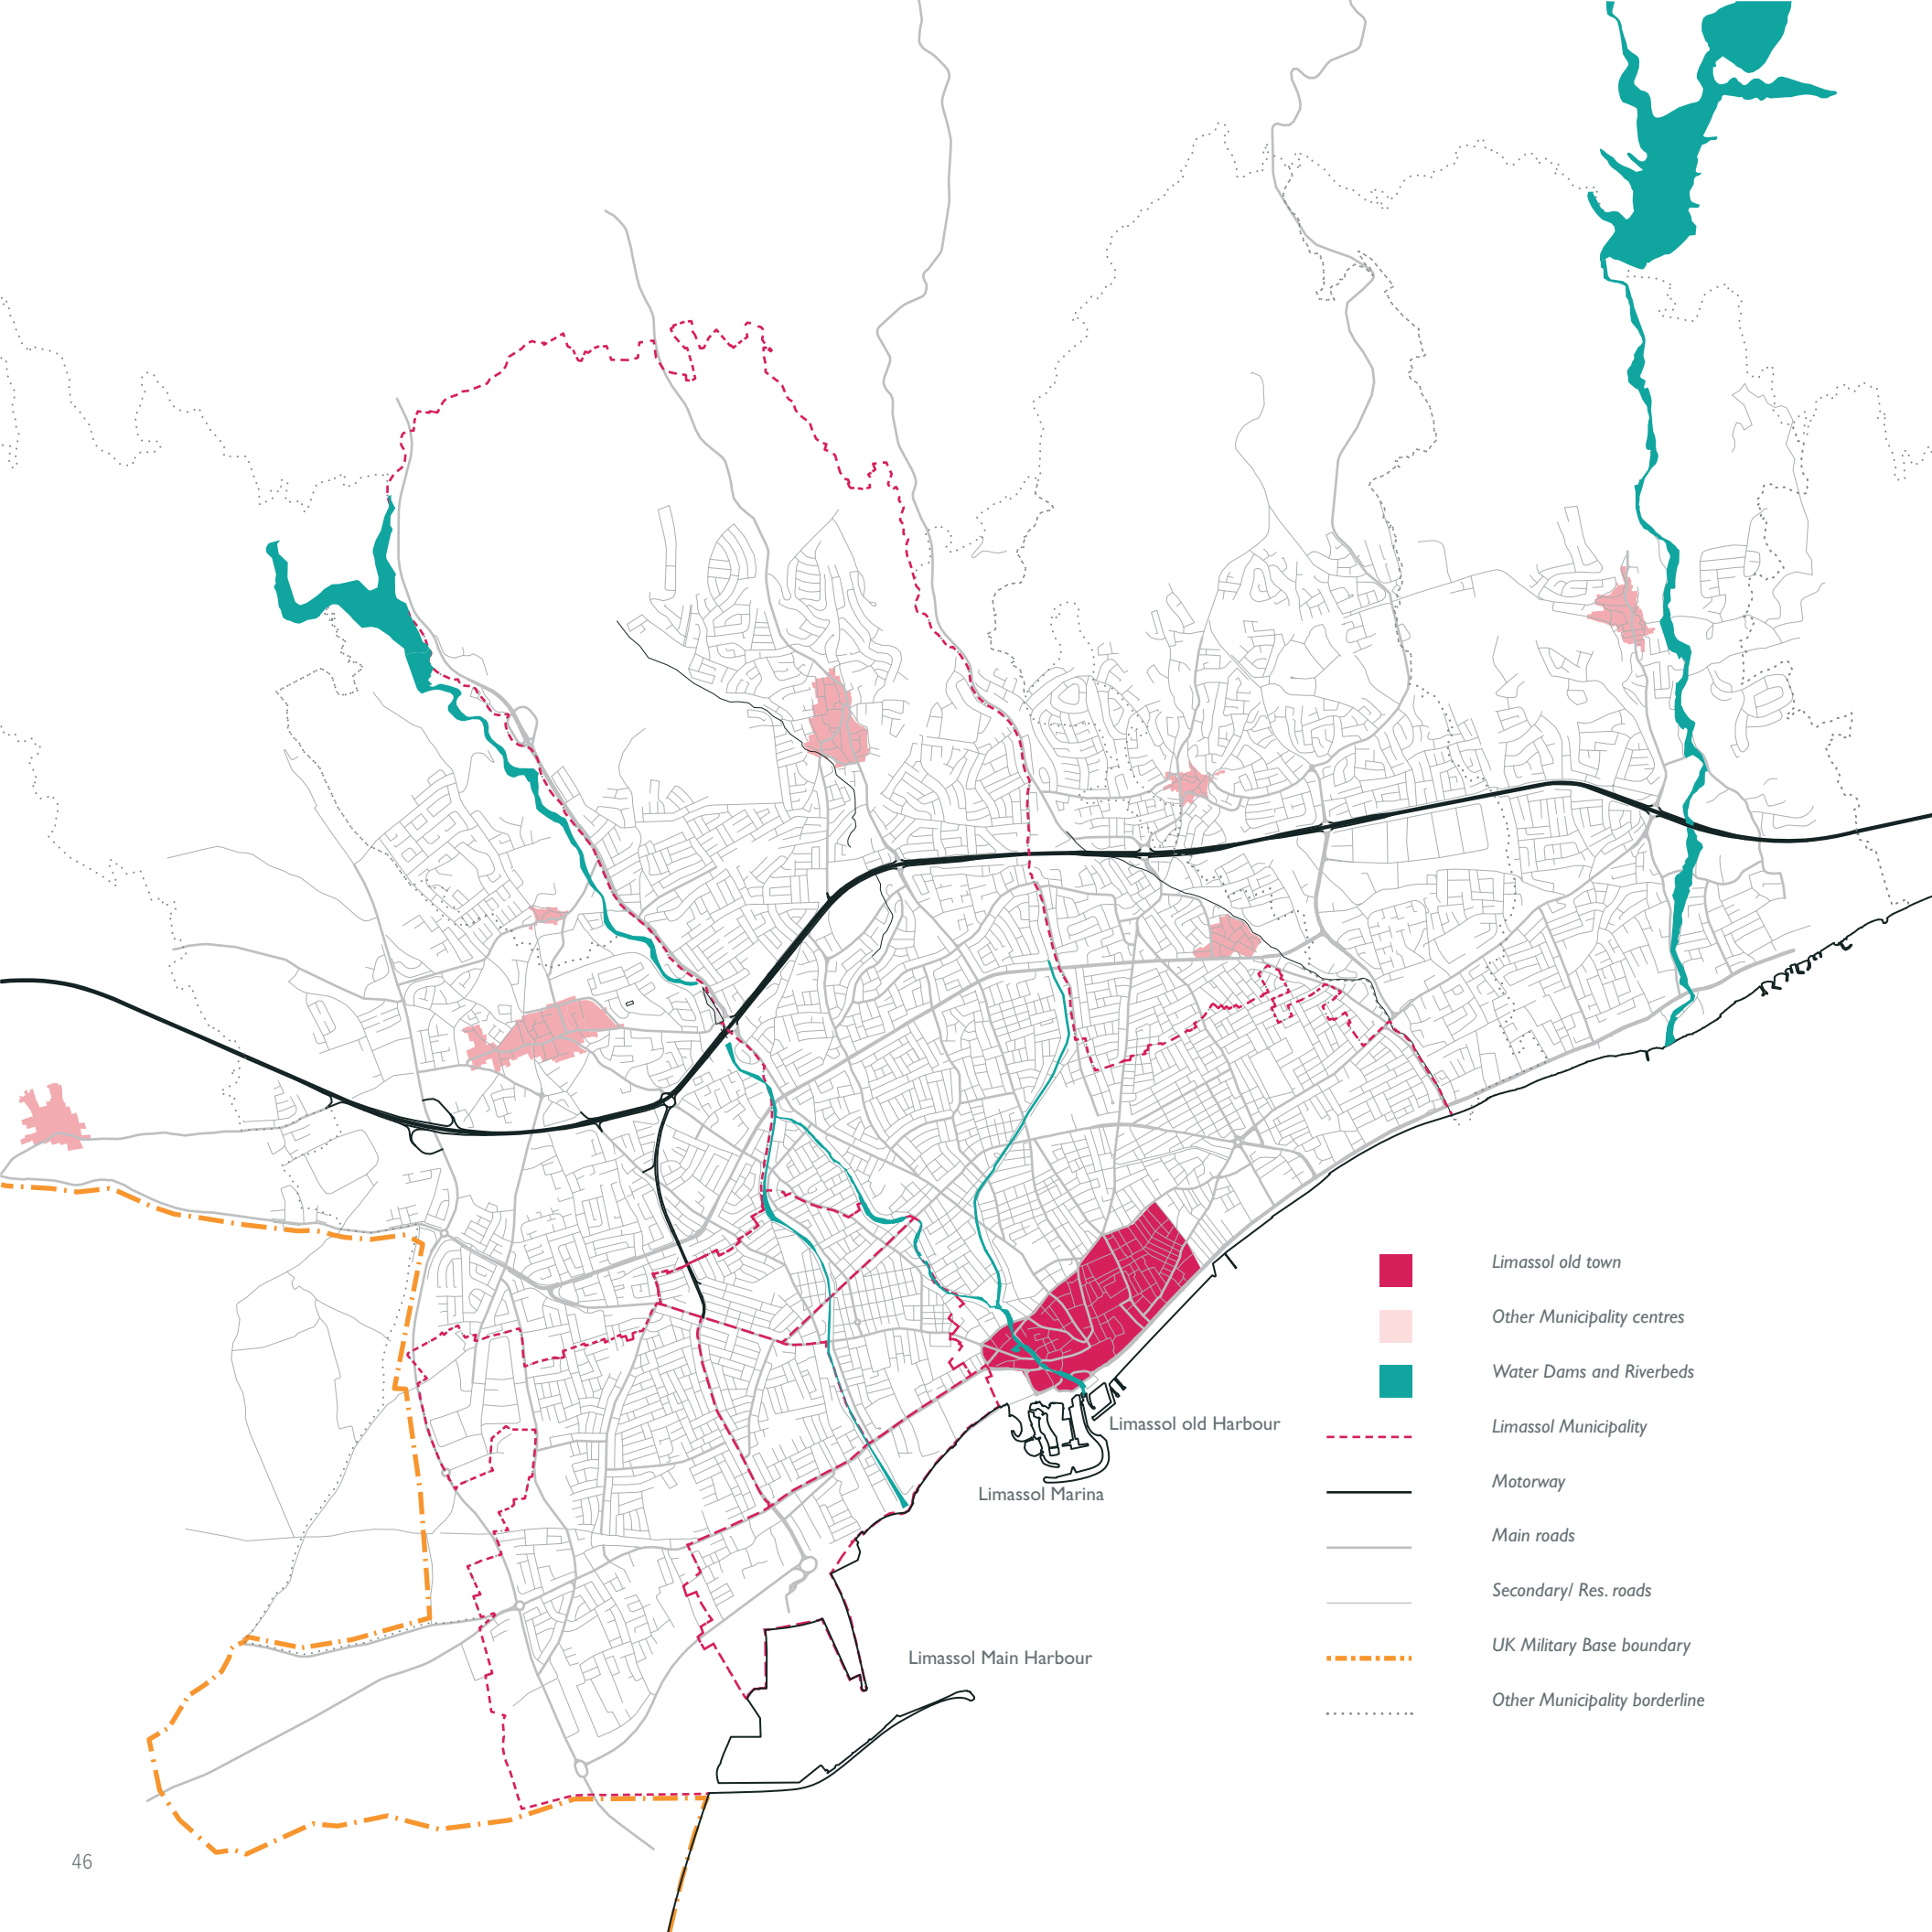 Limassol old town
Other Municipality centres
Water Dams and Riverbeds
Limassol old Harbour
Limassol Municipality
Motorway
Limassol Marina
Main roads
Secondary/ Res. roads
UK Military Base boundary
Limassol Main Harbour
Other Municipality borderline
46